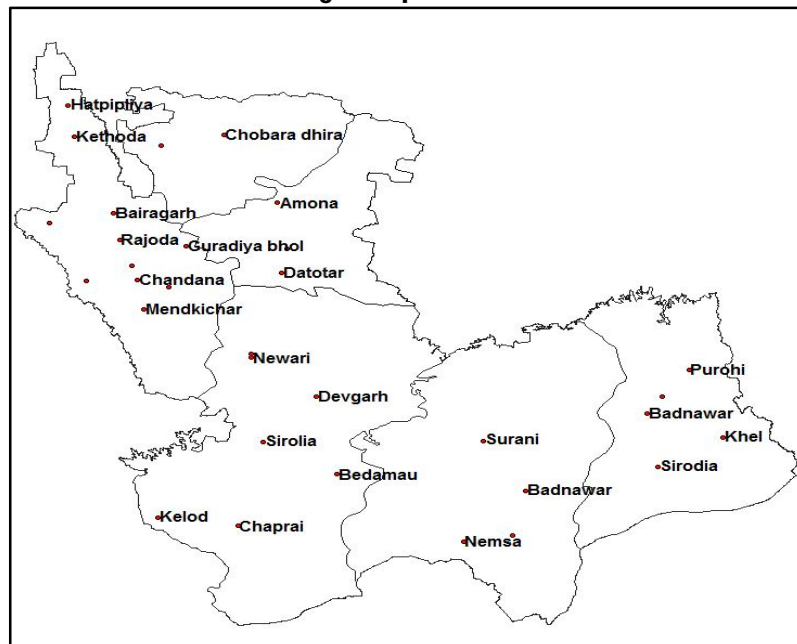 Hatpipliya
Kethoda
Chobara dhira
Amona
Bairagarh
Rajoda
Guradiya bhol
Datotar
Chandana
Mendkichar
Newari
Purohi
Devgarh
Badnawar
Khel
Sirolia
Surani
Sirodia
Bedamau
Badnawar
Kelod
Chaprai
Nemsa